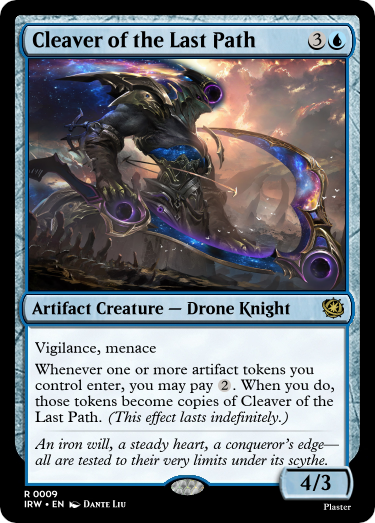 Cleaver of the Last Path 3
Artifact Creature — Drone Knight
Vigilance, menace
Whenever one or more artifact tokens you
control enter, you may pay 2. When you do,
those tokens become copies of Cleaver of the
Last Path. (This effect lasts indefinitely.)
An iron will, a steady heart, a conqueror's edge—
all are tested to their very limits under its scythe.
4/3
R 0009
IRW • EN Dante Liu
Plaster